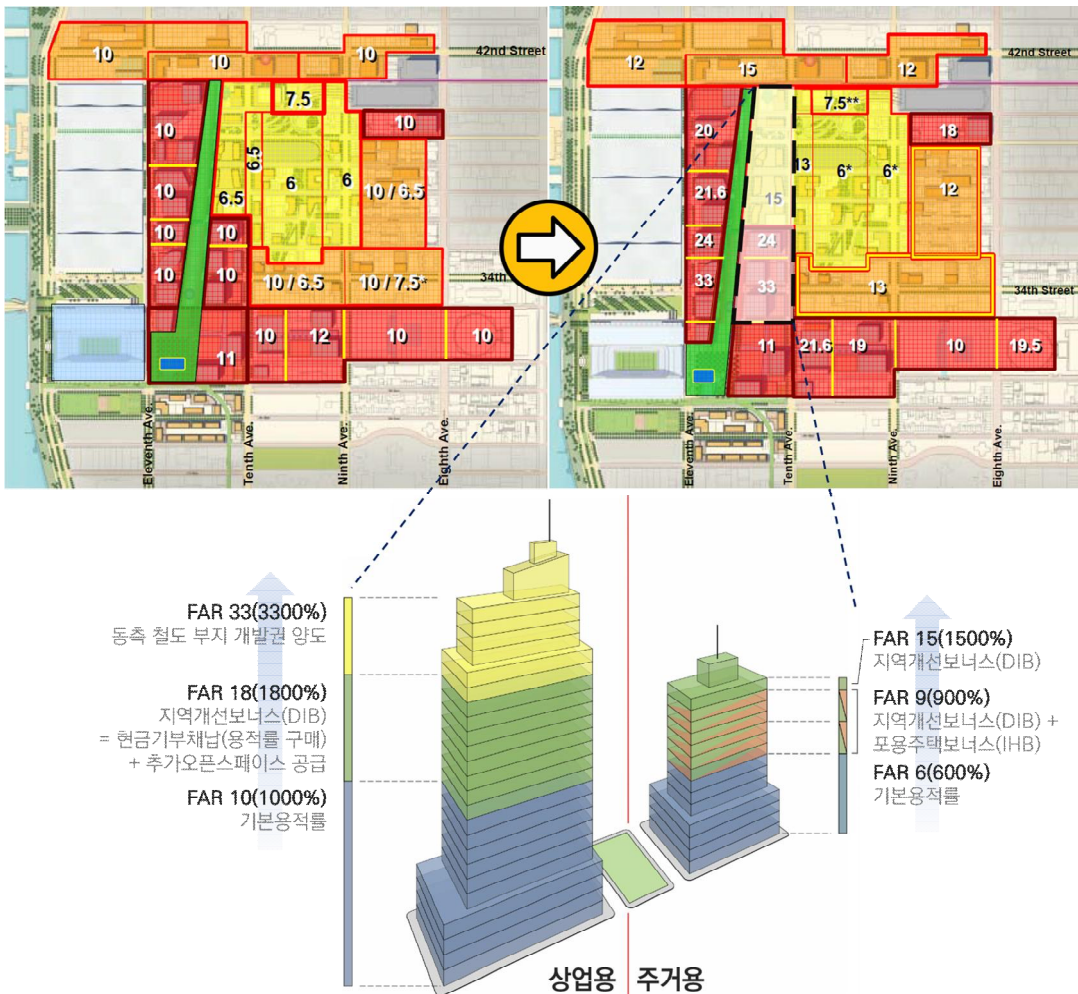 10
10
10
42nd Street
7.5
10
10
6.5
6
6
10 / 6.5
10
6.5
10
10
10
10
10 / 6.5
10 / 7.5*
34th
11
10
12
10
10
Eleventh Ave.
Tenth Ave.
Ninth Ave.
Eighth Ave.
12
15
12
42nd Street
7.5**
18
20
13
6*
6*
12
21.6
15
24
24
33
33
13
34th Street
11
21.6
19
10
19.5
Eleventh Ave.
Tenth Ave.
Ninth Ave.
Eighth Ave.
FAR 33(3300%)
동측 철도 부지 개발권 양도
FAR 18(1800%)
지역개선보너스(DIB)
= 현금기부채납(용적률 구매)
+ 추가오픈스페이스 공급
FAR 10(1000%)
기본용적률
FAR 15(1500%)
지역개선보너스(DIB)
FAR 9(900%)
지역개선보너스(DIB) +
포용주택보너스(IHB)
FAR 6(600%)
기본용적률
상업용
주거용